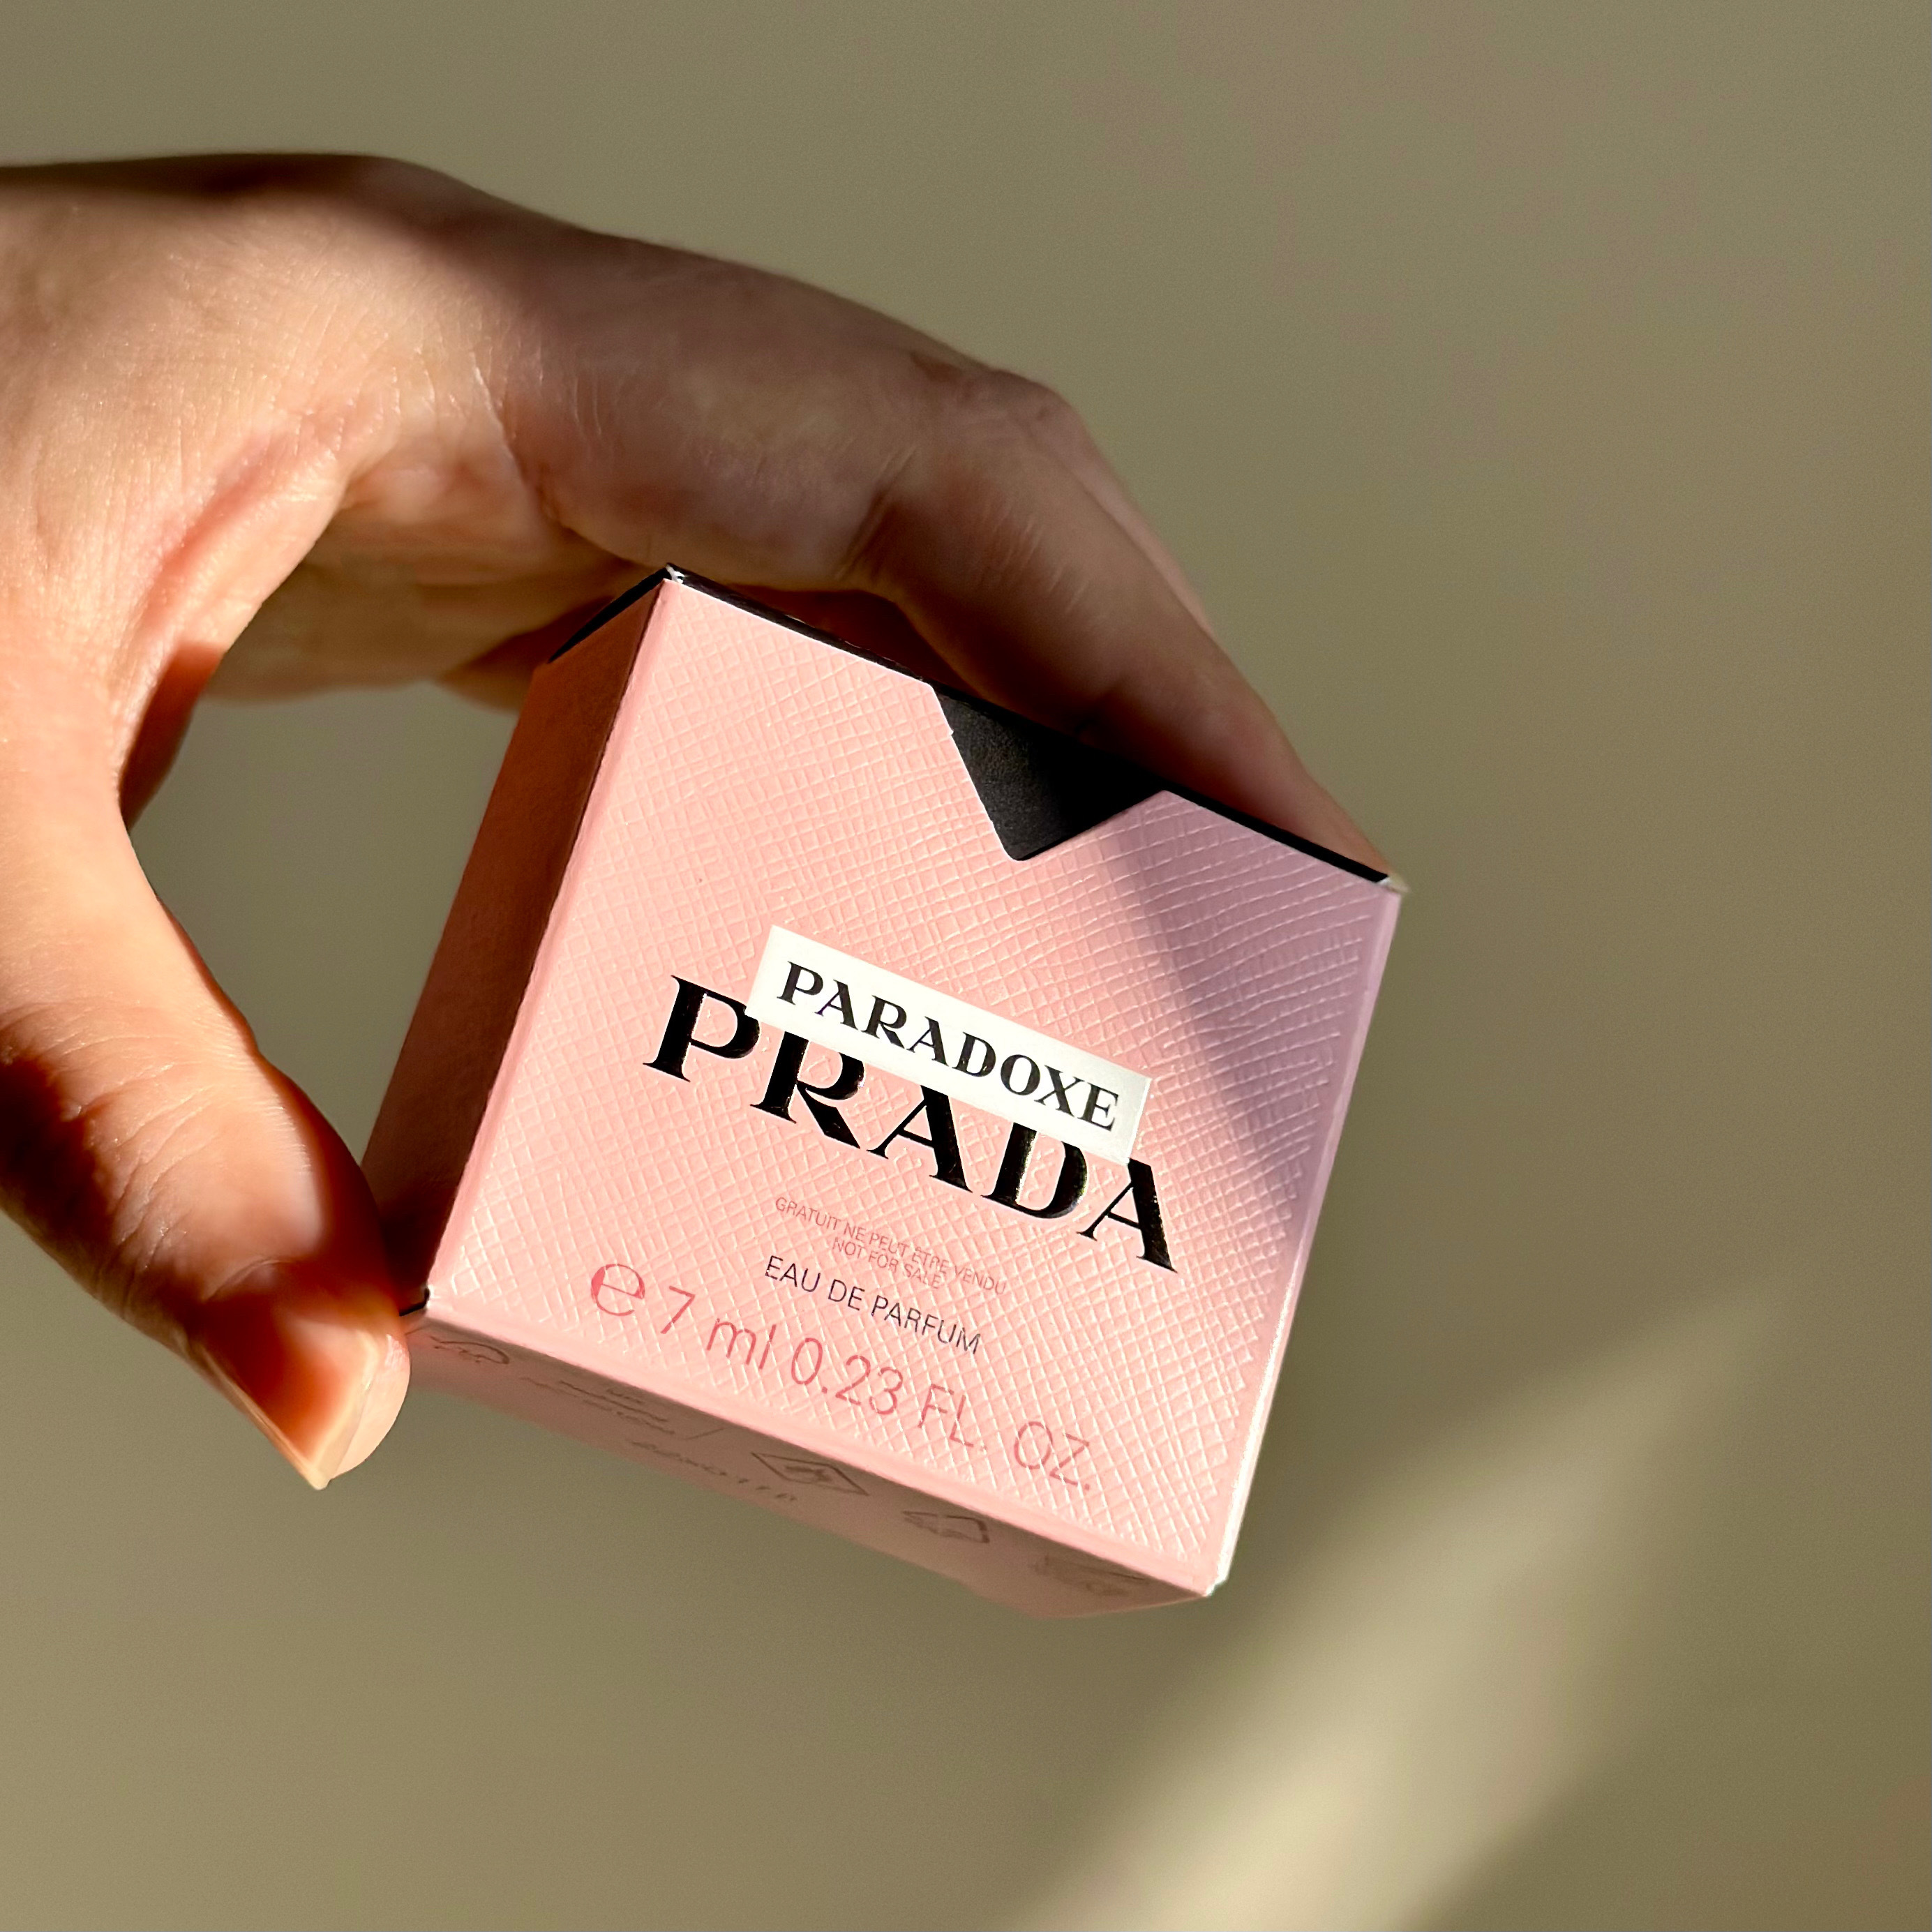 PARADOXE
PRADA
GRATUIT NE PEUT ÊTRE VENDU
NOT FOR SALE
EAU DE PARFUM
℮ 7 ml 0.23 FL. OZ.